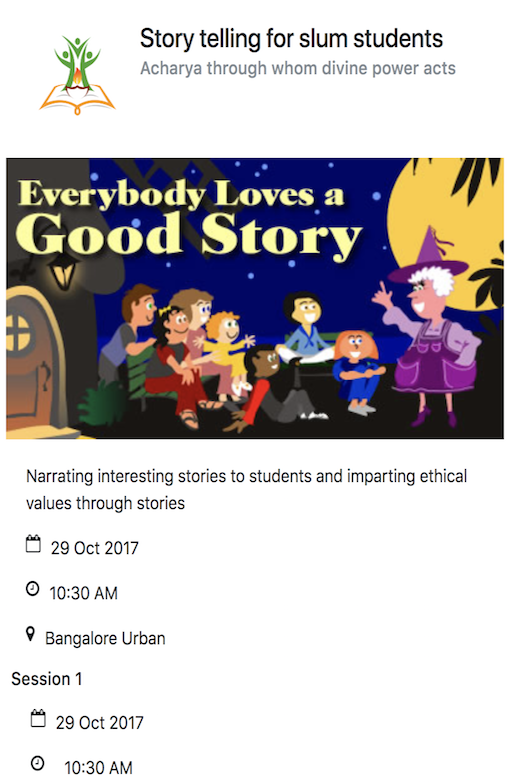 Story telling for slum students
Acharya through whom divine power acts
Everybody Loves a
Good Story
Narrating interesting stories to students and imparting ethical
values through stories
29 Oct 2017
10:30 AM
Bangalore Urban
Session 1
29 Oct 2017
10:30 AM